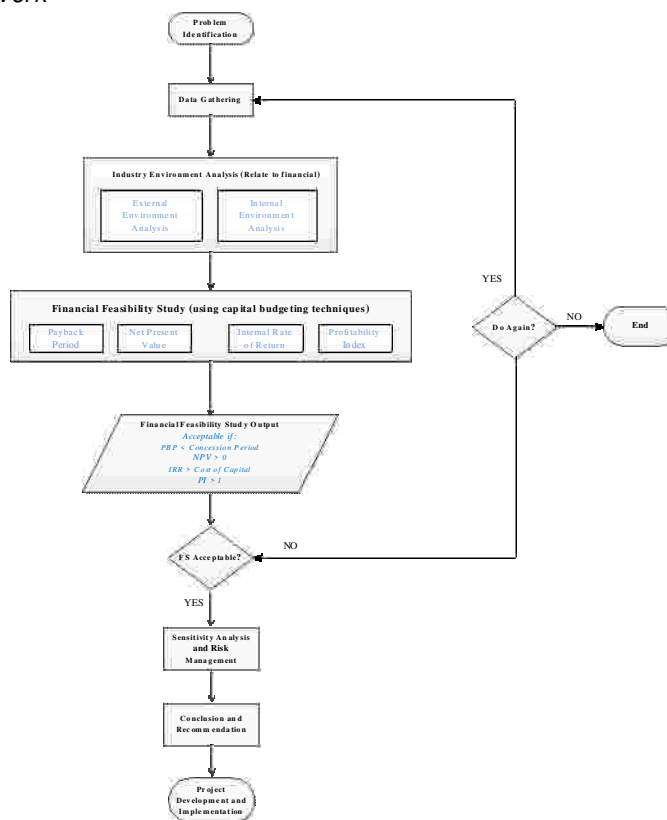 Problem
Identification
Data Gathering
Industry Environment Analysis (Relate to financial)
External
Environment
Analysis
Internal
Environment
Analysis
Financial Feasibility Study (using capital budgeting techniques)
Payback
Period
Net Present
Value
Internal Rate
of Return
Profitability
Index
YES
Do Again?
NO
End
Financial Feasibility Study Output
Acceptable if:
PBP < Concession Period
NPV > 0
IRR > Cost of Capital
PI > 1
FS Acceptable?
NO
YES
Sensitivity Analysis
and Risk
Management
Conclusion and
Recommendation
Project
Development and
Implementation